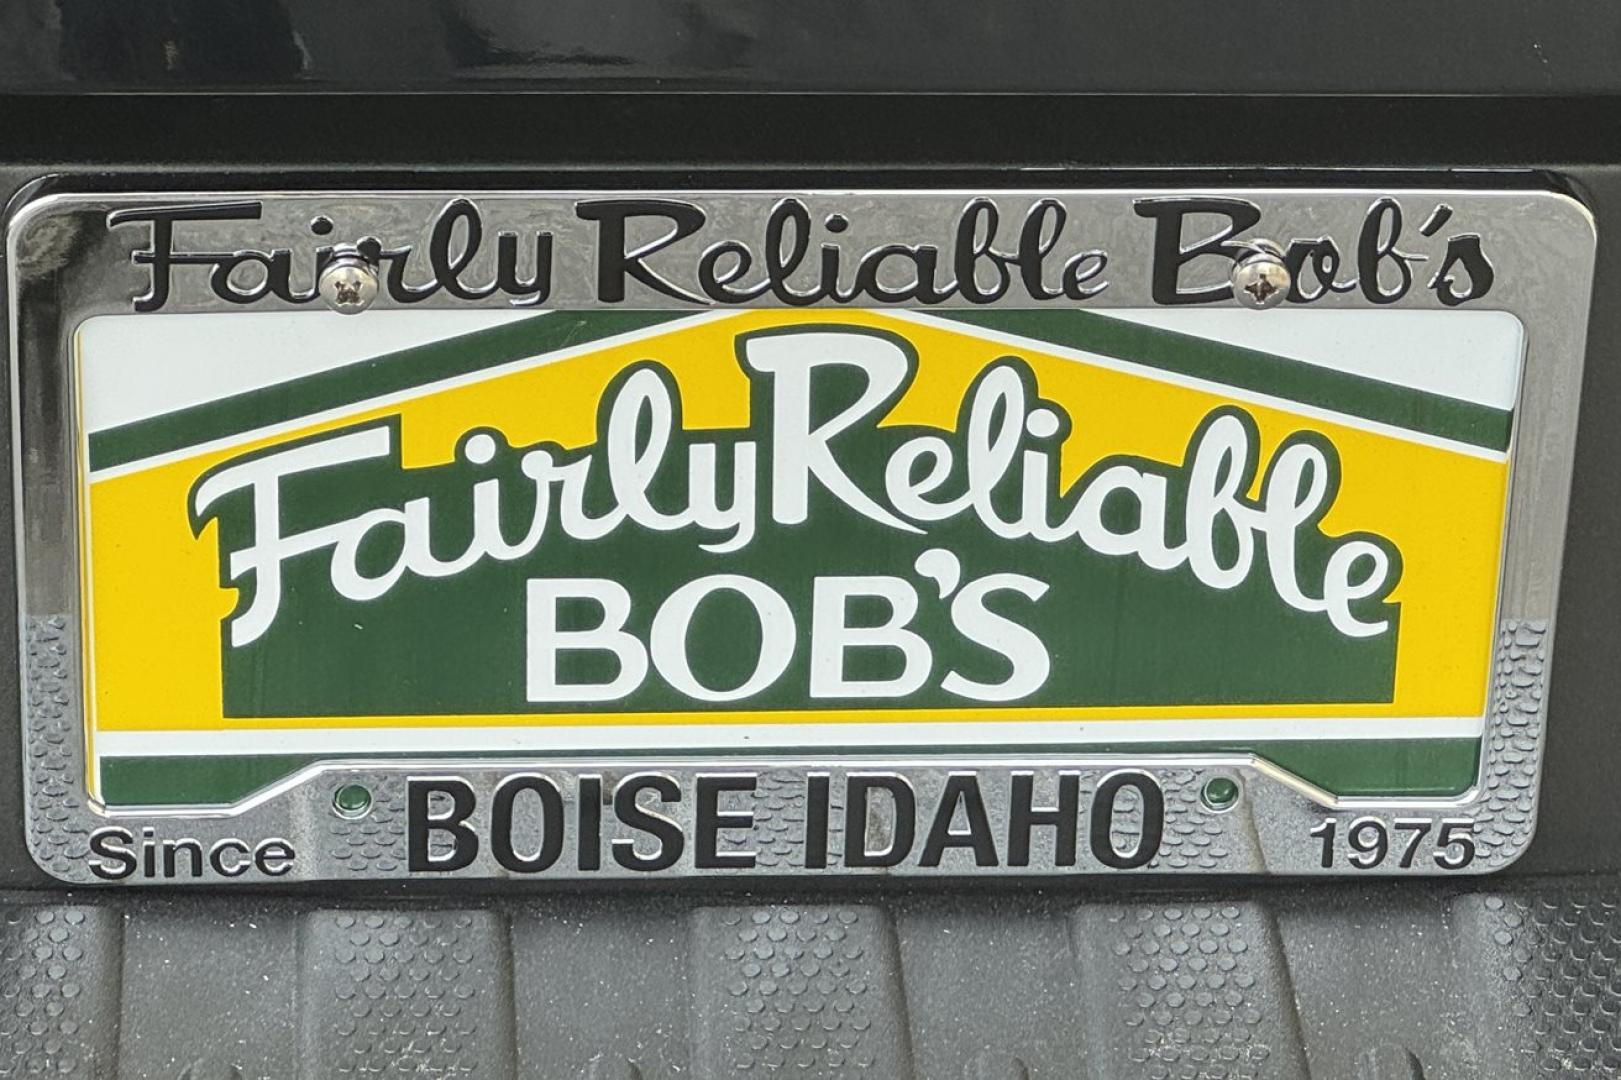 Fairly Reliable Bob's
Fairly Reliable
BOB'S
Since BOISE IDAHO 1975